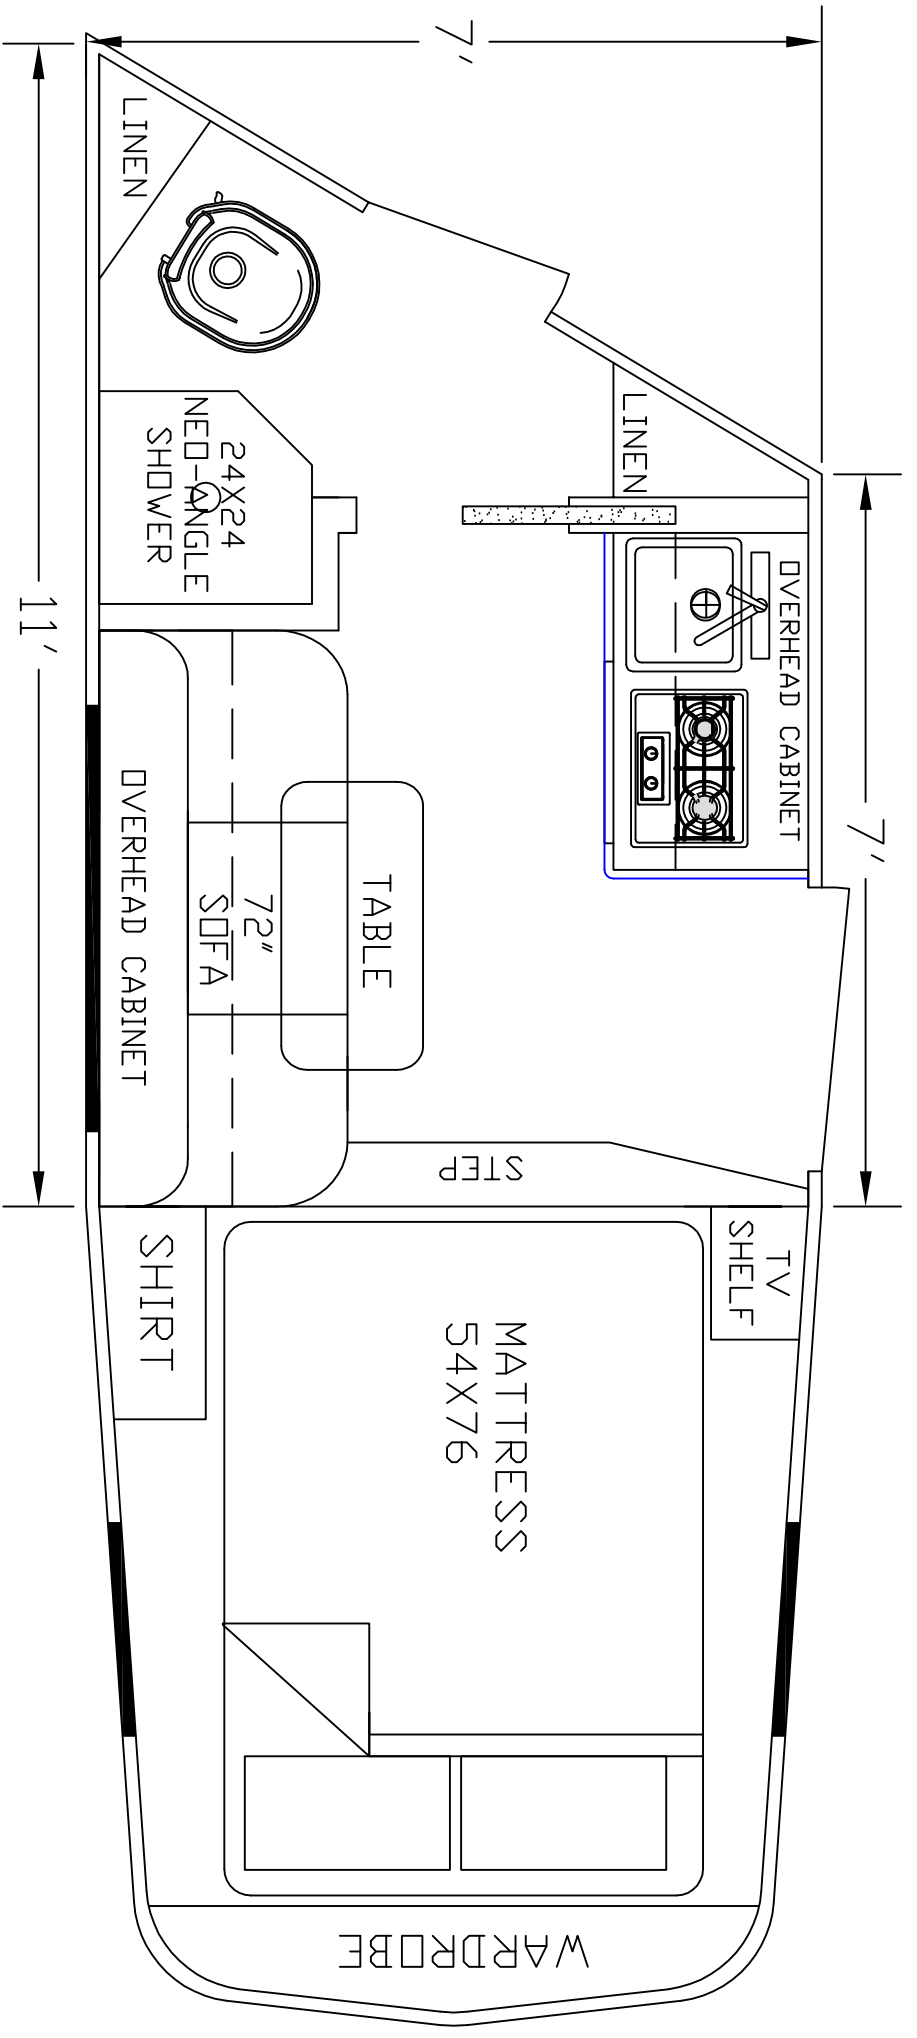 7'
LINEN
LINEN
24X24
NEO-ANGLE
SHOWER
OVERHEAD CABINET
11'
7'
OVERHEAD CABINET
72"
SOFA
TABLE
STEP
SHIRT
TV
SHELF
MATTRESS
54X76
WARDROBE